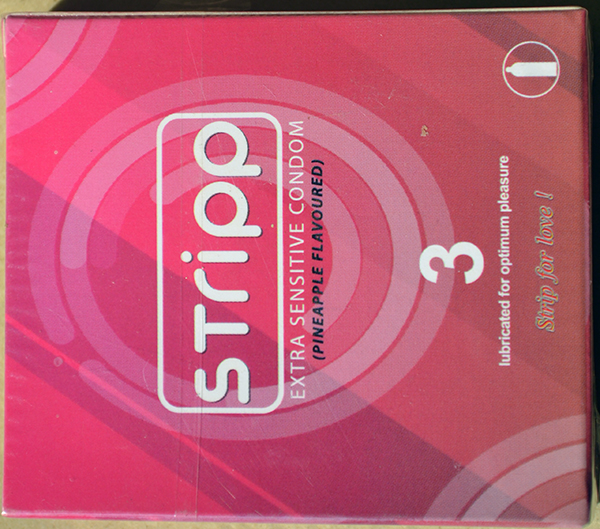 STripp
EXTRA SENSITIVE CONDOM
(PINEAPPLE FLAVOURED)
3
lubricated for optimum pleasure
Strip for love !